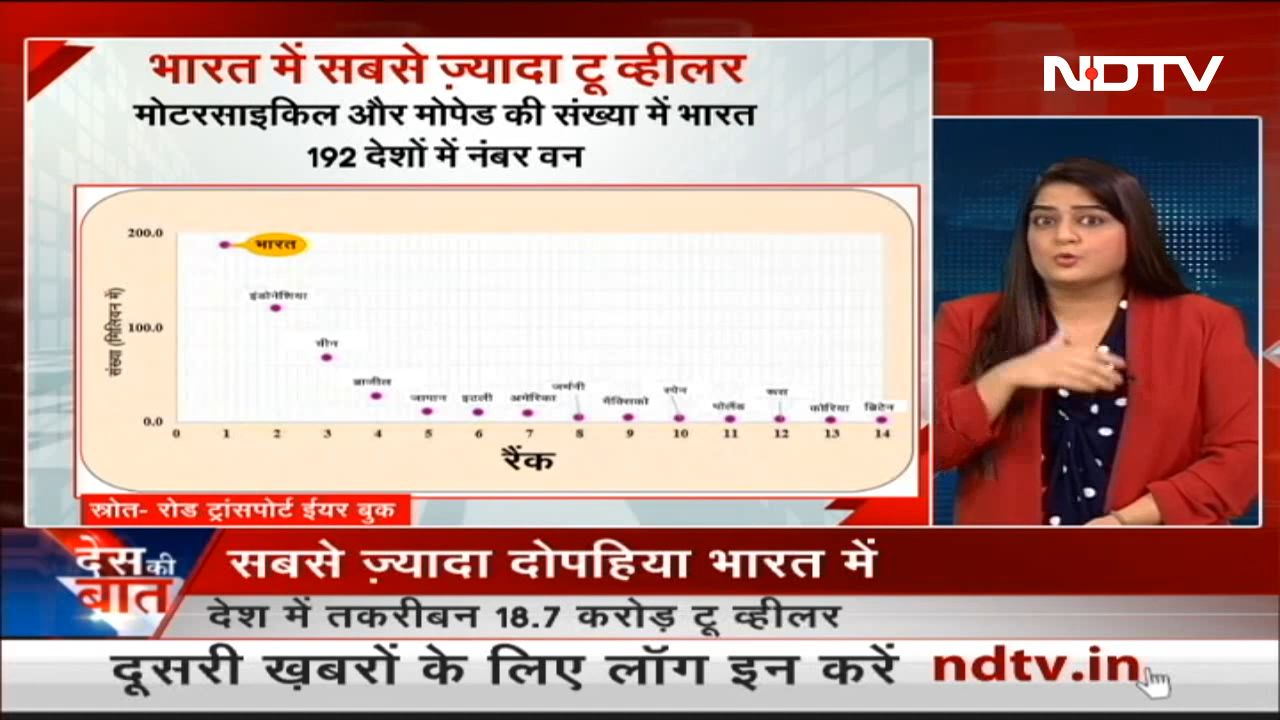 भारत में सबसे ज़्यादा टू व्हीलर
मोटरसाइकिल और मोपेड की संख्या में भारत
192 देशों में नंबर वन
NDTV
संख्या (मिलियन में)
200.0
100.0
0.0
भारत
इंडोनेशिया
चीन
ब्राजील
जापान
इटली
अमेरिका
जर्मनी
मैक्सिको
स्पेन
पोलैंड
रूस
कोरिया
ब्रिटेन
0 1 2 3 4 5 6 7 8 9 10 11 12 13 14
रैंक
स्रोत- रोड ट्रांसपोर्ट ईयर बुक
देस की
बात
सबसे ज़्यादा दोपहिया भारत में
देश में तकरीबन 18.7 करोड़ टू व्हीलर
दूसरी ख़बरों के लिए लॉग इन करें ndtv.in